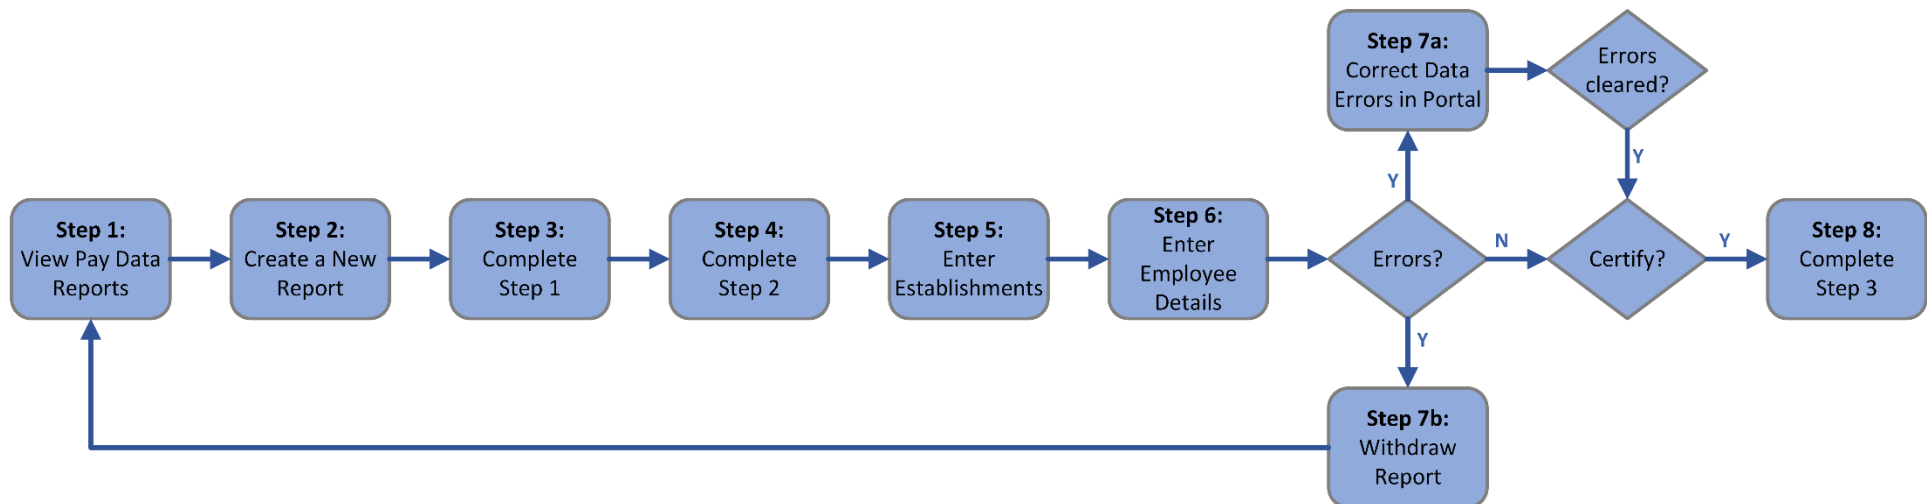 Step 1:
View Pay Data
Reports
Step 2:
Create a New
Report
Step 3:
Complete
Step 1
Step 4:
Complete
Step 2
Step 5:
Enter
Establishments
Step 6:
Enter
Employee
Details
Errors?
Y
Step 7a:
Correct Data
Errors in Portal
Errors
cleared?
Y
N
Certify?
Y
Step 8:
Complete
Step 3
Y
Step 7b:
Withdraw
Report